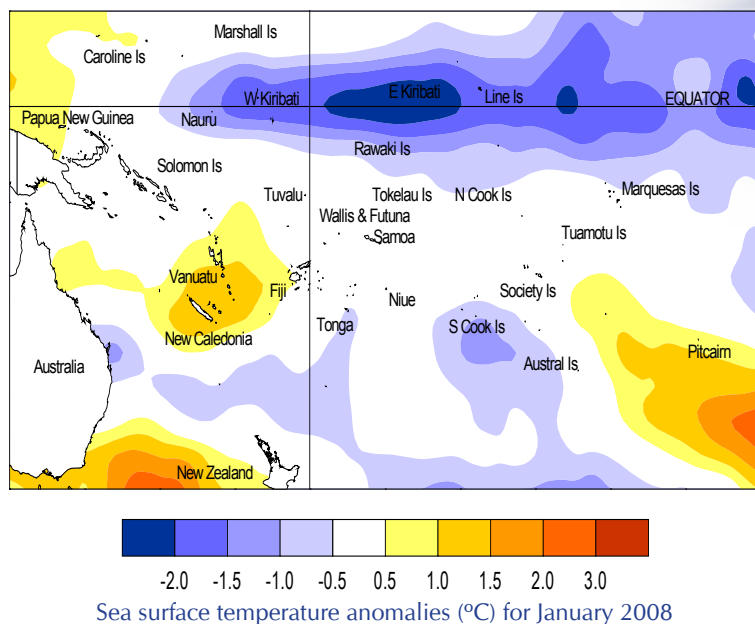 Marshall Is
Caroline Is
W Kiribati
E Kiribati
Line Is
EQUATOR
Papua New Guinea
Nauru
Rawaki Is
Solomon Is
Tuvalu
Tokelau Is
N Cook Is
Marquesas Is
Wallis & Futuna
Samoa
Tuamotu Is
Vanuatu
Fiji
Niue
Society Is
New Caledonia
Tonga
S Cook Is
Australia
Austral Is
Pitcairn
New Zealand
-2.0 -1.5 -1.0 -0.5 0.5 1.0 1.5 2.0 3.0
Sea surface temperature anomalies (ºC) for January 2008